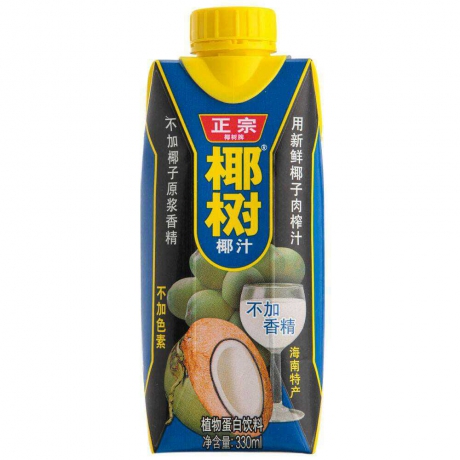 正宗
椰树牌
椰树®
椰汁
不加椰子原浆香精
不加色素
用新鲜椰子肉榨汁
不加
香精
海南特产
植物蛋白饮料
净含量:330ml